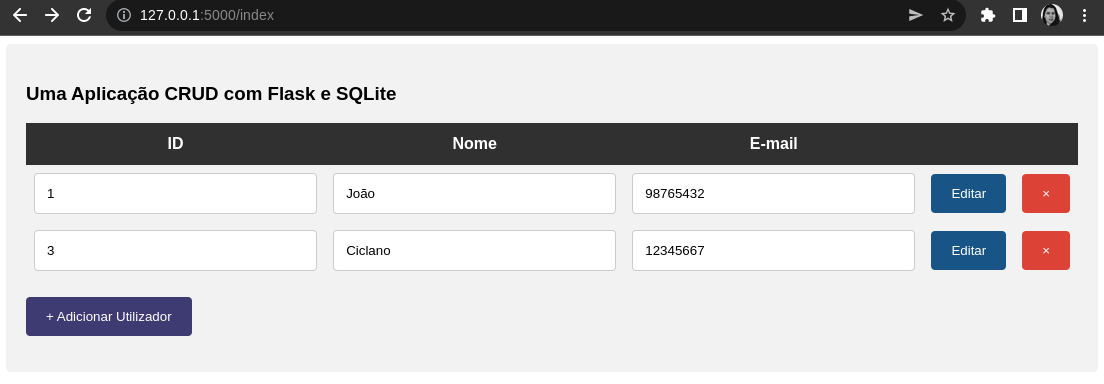 127.0.0.1:5000/index
Uma Aplicação CRUD com Flask e SQLite
ID Nome E-mail
1 João 98765432 Editar ×
3 Ciclano 12345667 Editar ×
+ Adicionar Utilizador